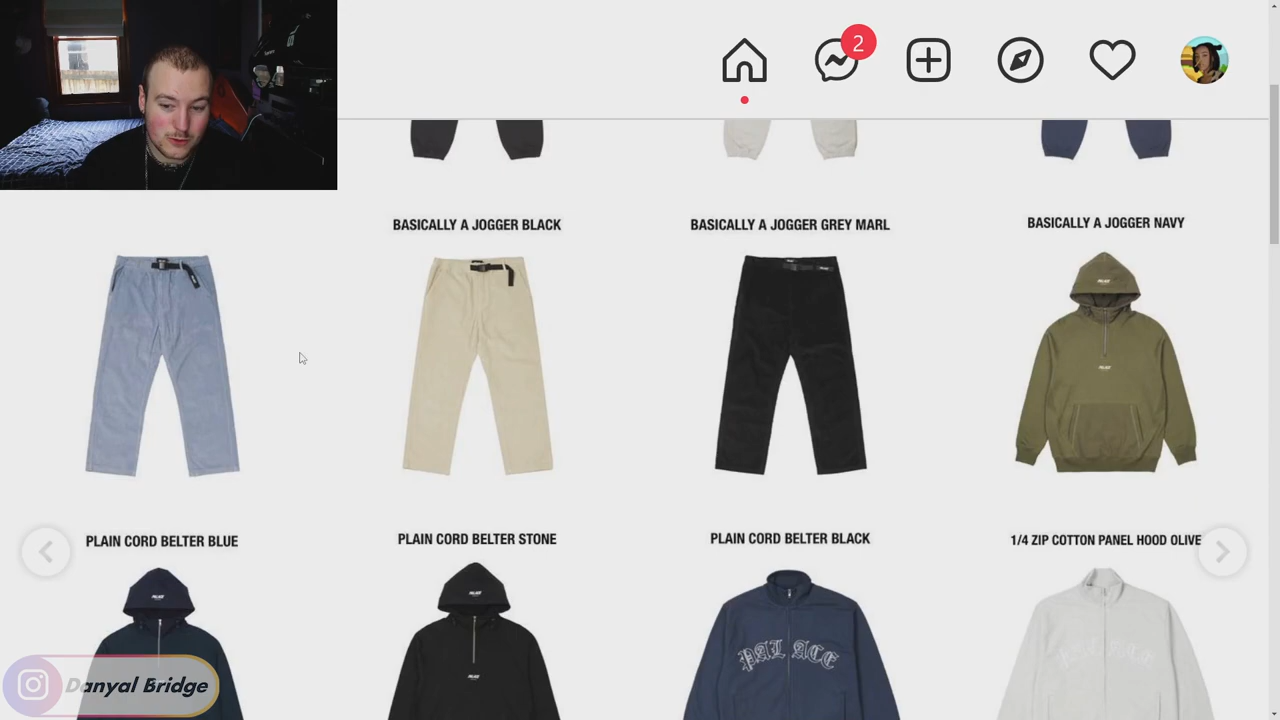 2
BASICALLY A JOGGER BLACK
BASICALLY A JOGGER GREY MARL
BASICALLY A JOGGER NAVY
PLAIN CORD BELTER BLUE
PLAIN CORD BELTER STONE
PLAIN CORD BELTER BLACK
1/4 ZIP COTTON PANEL HOOD OLIVE
PALACE
Danyal Bridge